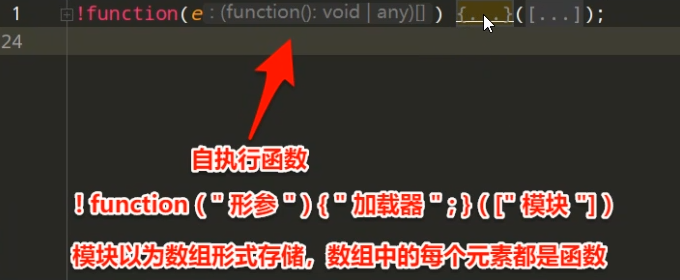 1 !function(e : (function(): void | any)[] ) {...}([...]);
24
自执行函数
! function ( " 形参 " ) { " 加载器 " ; } ( [" 模块 "] )
模块以为数组形式存储，数组中的每个元素都是函数